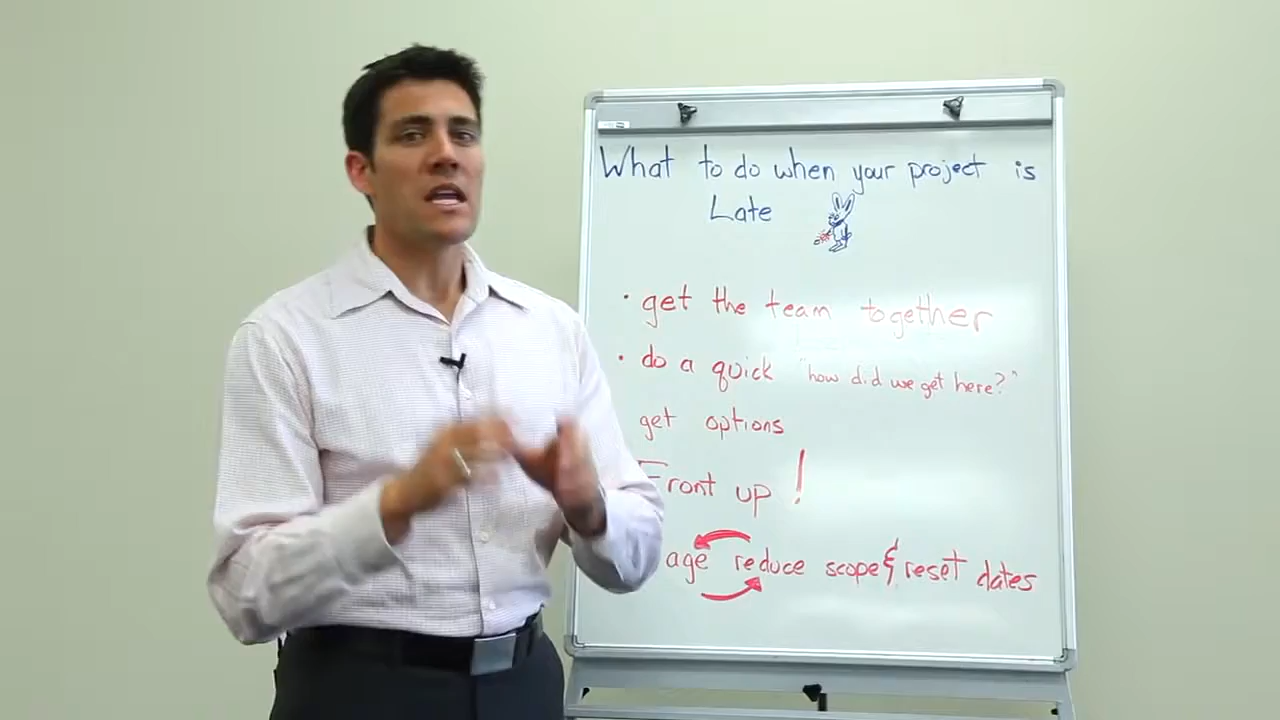 What to do when your project is
Late
• get the team together
• do a quick "how did we get here?"
get options
Front up !
age reduce scope & reset dates